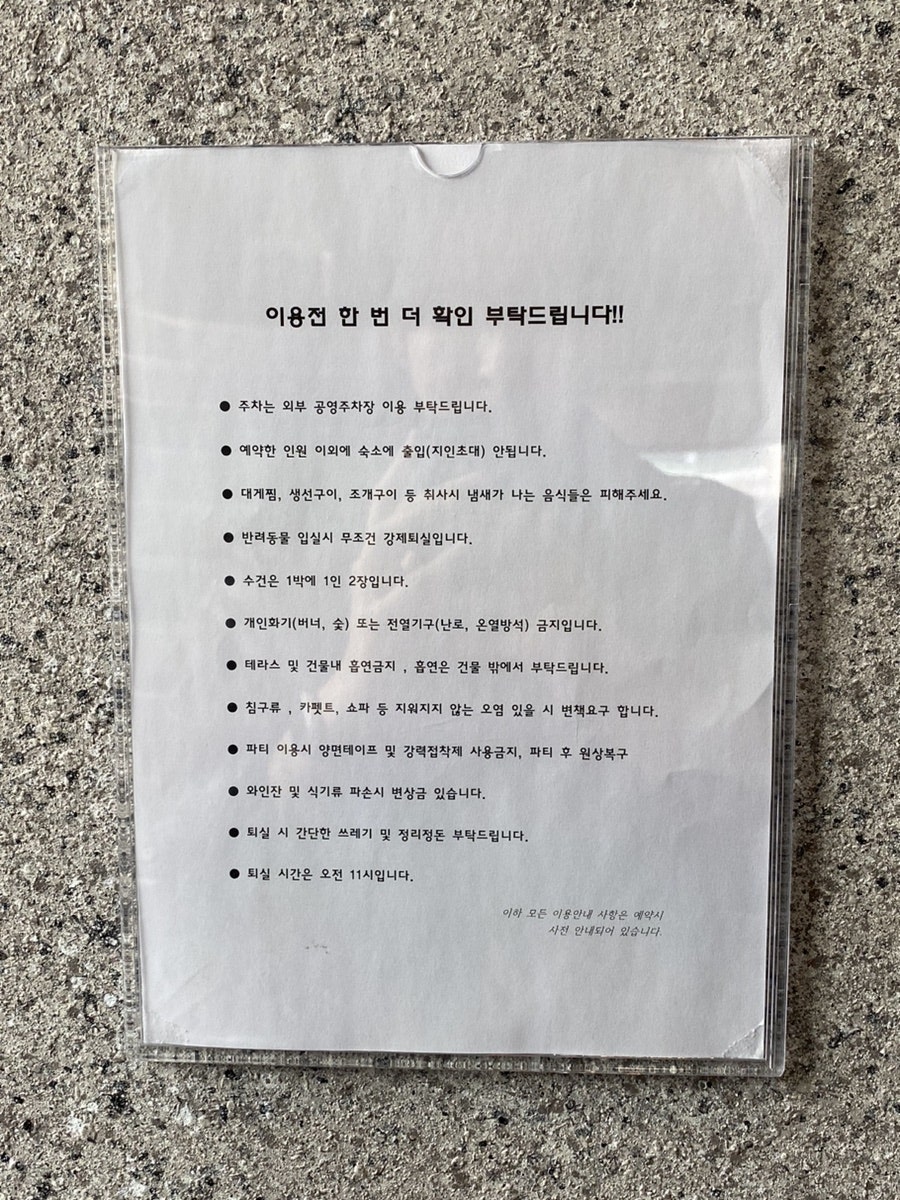 이용전 한 번 더 확인 부탁드립니다!!
● 주차는 외부 공영주차장 이용 부탁드립니다.
● 예약한 인원 이외에 숙소에 출입(지인초대) 안됩니다.
● 대게찜, 생선구이, 조개구이 등 취사시 냄새가 나는 음식들은 피해주세요.
● 반려동물 입실시 무조건 강제퇴실입니다.
● 수건은 1박에 1인 2장입니다.
● 개인화기(버너, 숯) 또는 전열기구(난로, 온열방석) 금지입니다.
● 테라스 및 건물내 흡연금지 , 흡연은 건물 밖에서 부탁드립니다.
● 침구류 , 카펫트, 쇼파 등 지워지지 않는 오염 있을 시 변책요구 합니다.
● 파티 이용시 양면테이프 및 강력접착제 사용금지, 파티 후 원상복구
● 와인잔 및 식기류 파손시 변상금 있습니다.
● 퇴실 시 간단한 쓰레기 및 정리정돈 부탁드립니다.
● 퇴실 시간은 오전 11시입니다.
이하 모든 이용안내 사항은 예약시
사전 안내되어 있습니다.